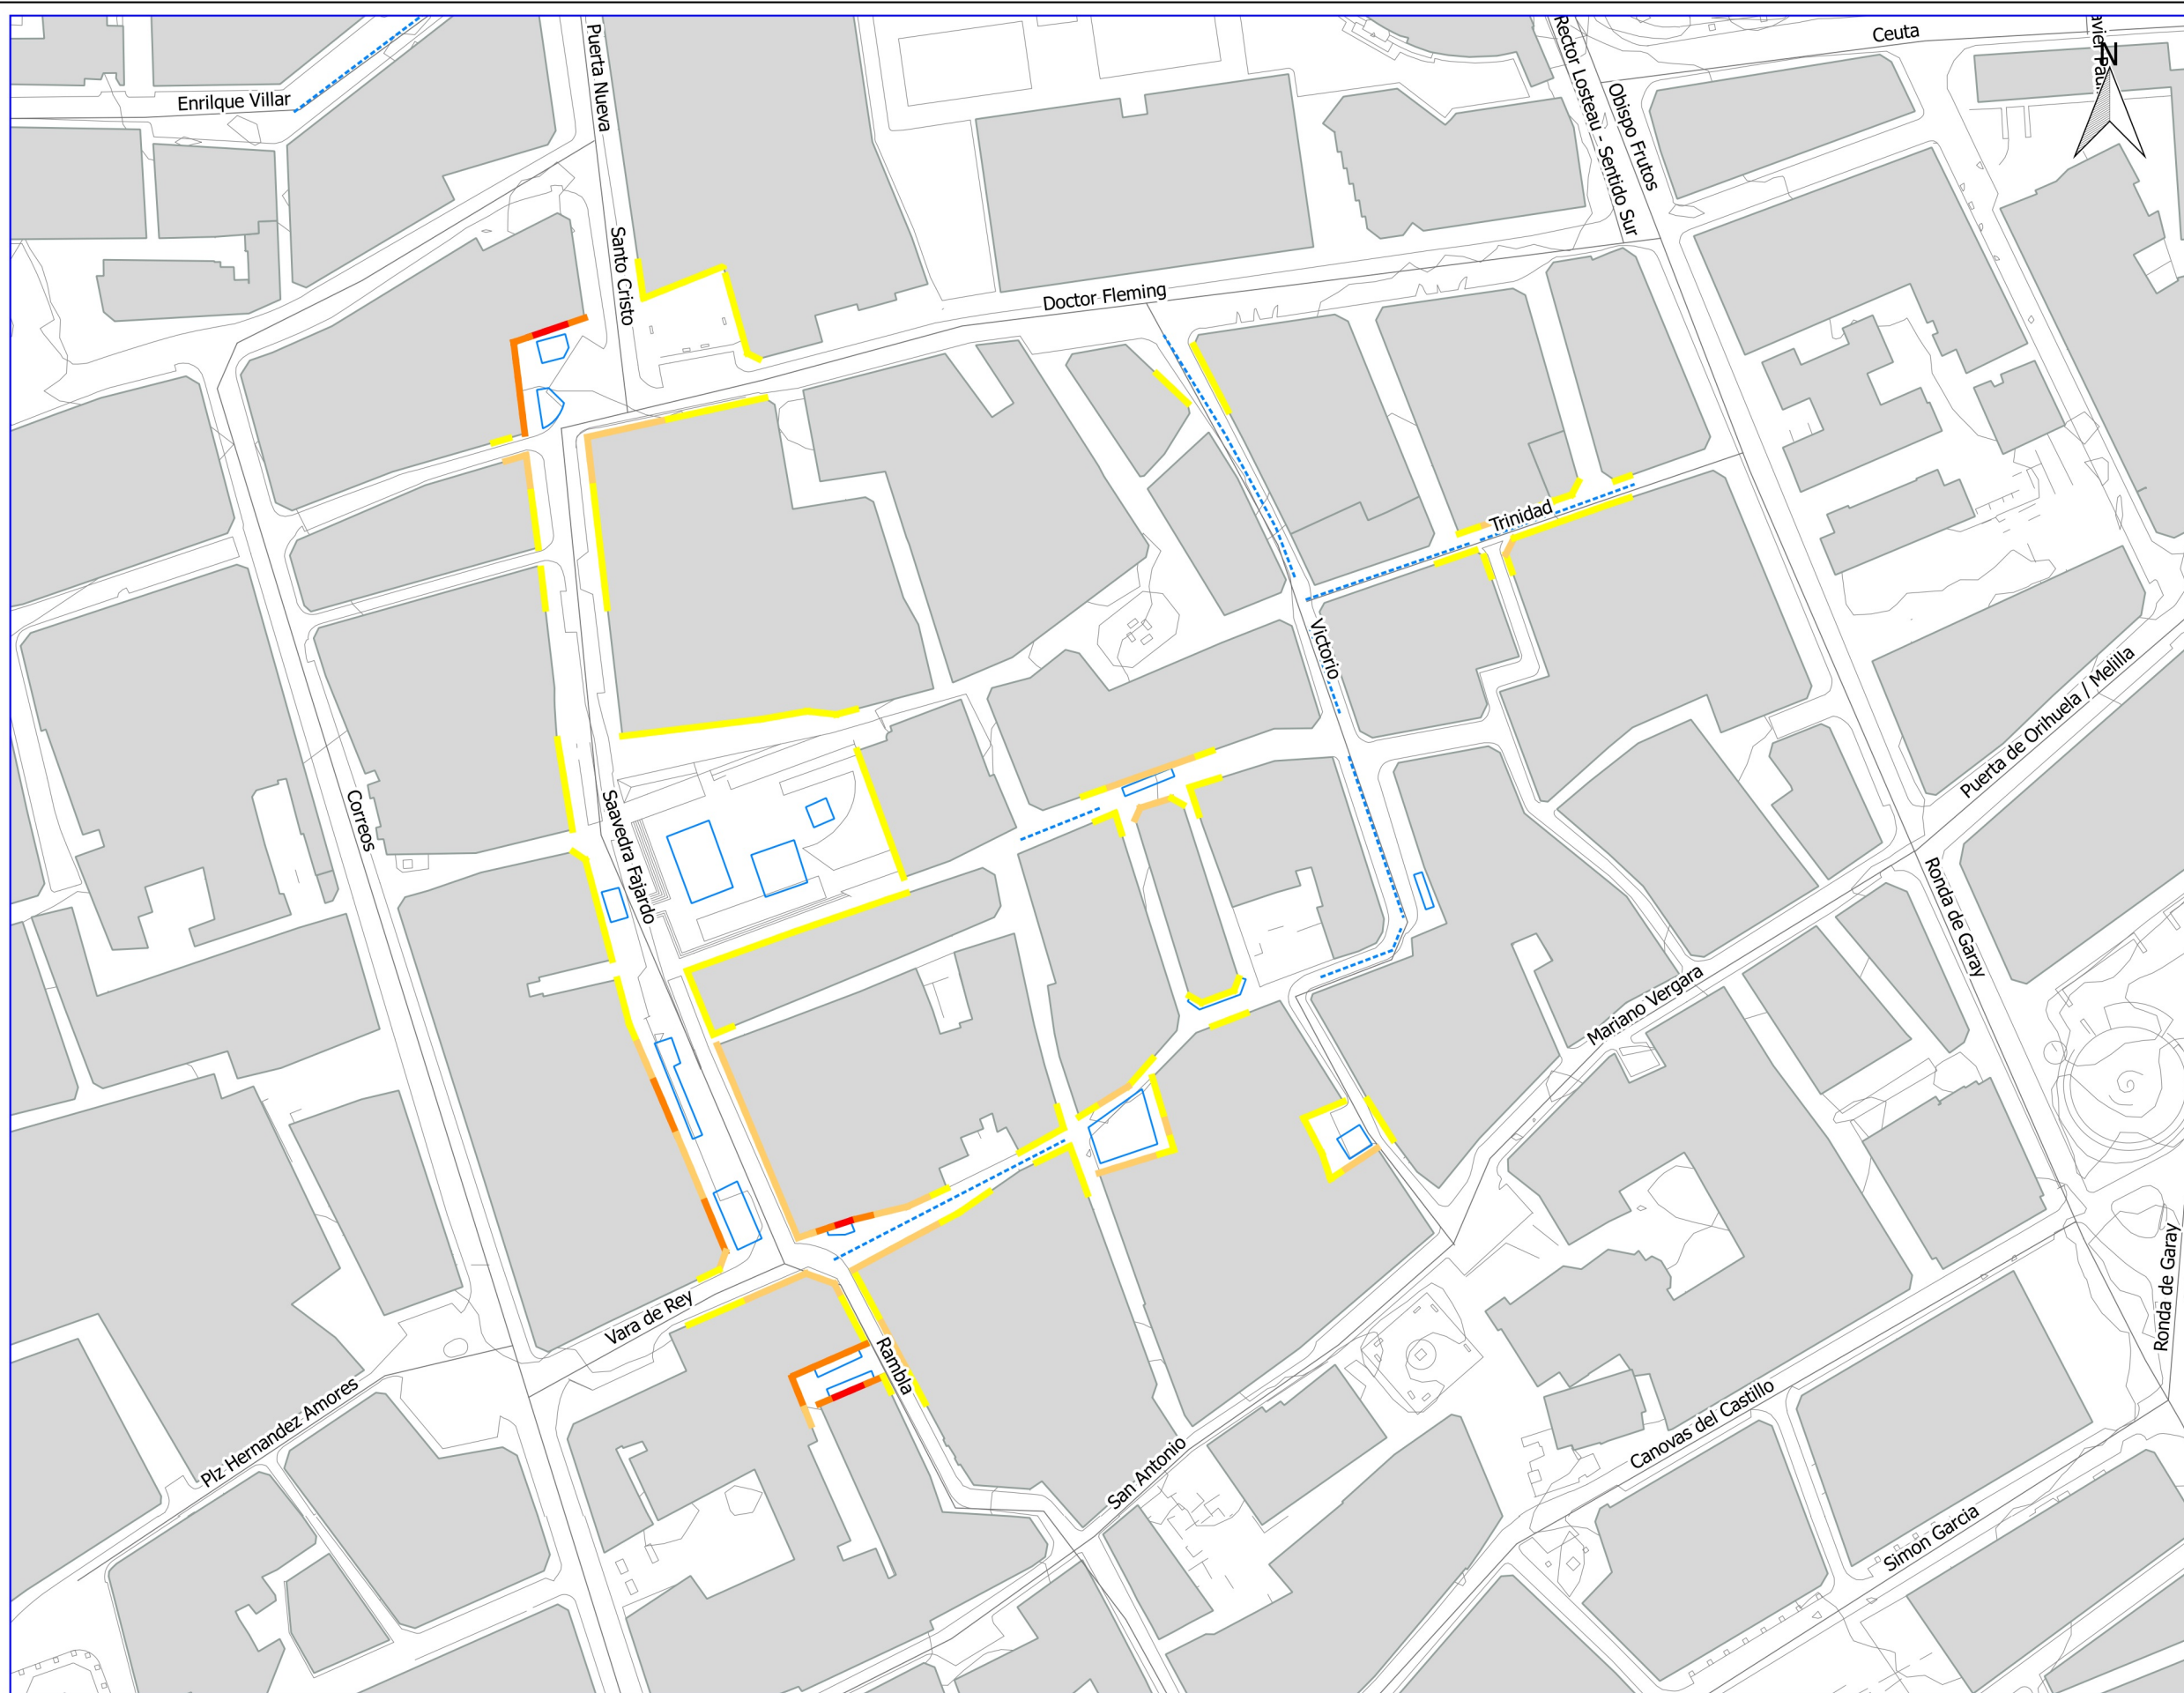 Puerta Nueva
Rector Losteau - Sentido Sur
Ceuta
N
Enrilque Villar
Obispo Frutos
Santo Cristo
Doctor Fleming
Trinidad
Victorio
Puerta de Orihuela / Melilla
Correos
Saavedra Fajardo
Ronda de Garay
Mariano Vergara
Ronda de Garay
Vara de Rey
Rambla
Plz Hernandez Amores
San Antonio
Canovas del Castillo
Simon Garcia